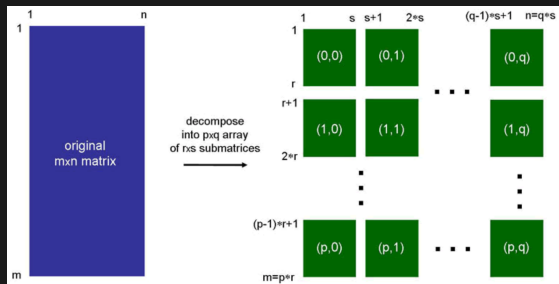 1 n
1
original
m×n matrix
m
decompose
into p×q array
of r×s submatrices
1 s s+1 2*s (q-1)*s+1 n=q*s
1
(0,0) (0,1) (0,q)
r
r+1
(1,0) (1,1) (1,q)
2*r
(p-1)*r+1
(p,0) (p,1) (p,q)
m=p*r